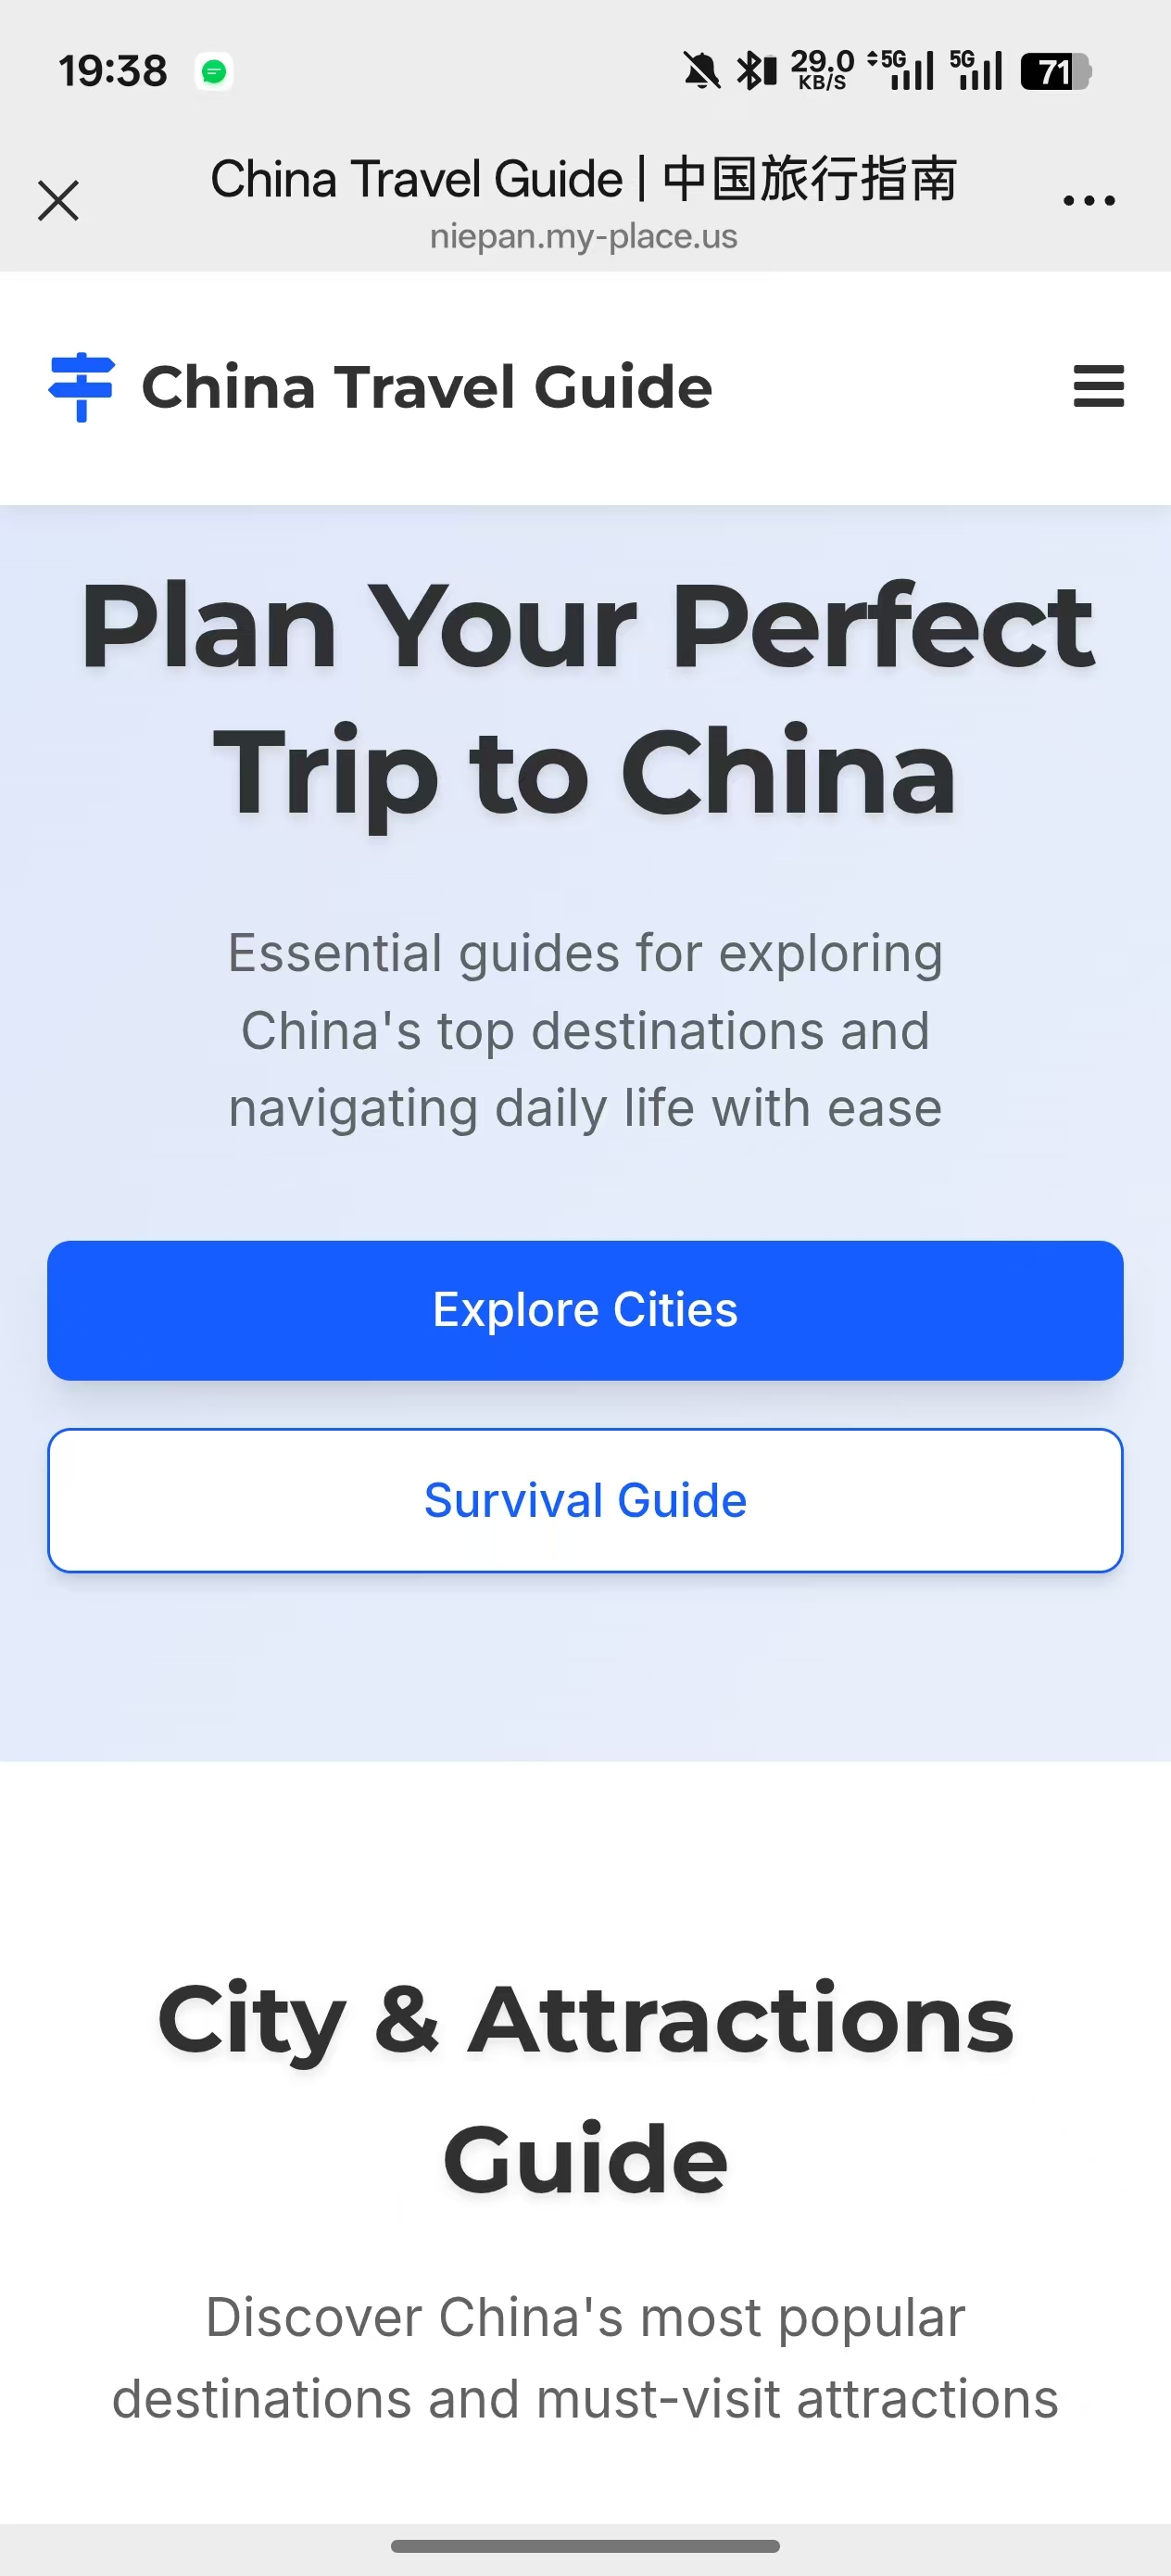 19:38
29.0 KB/S 5G 5G 71
China Travel Guide | 中国旅行指南
niepan.my-place.us
China Travel Guide
Plan Your Perfect
Trip to China
Essential guides for exploring
China's top destinations and
navigating daily life with ease
Explore Cities
Survival Guide
City & Attractions
Guide
Discover China's most popular
destinations and must-visit attractions